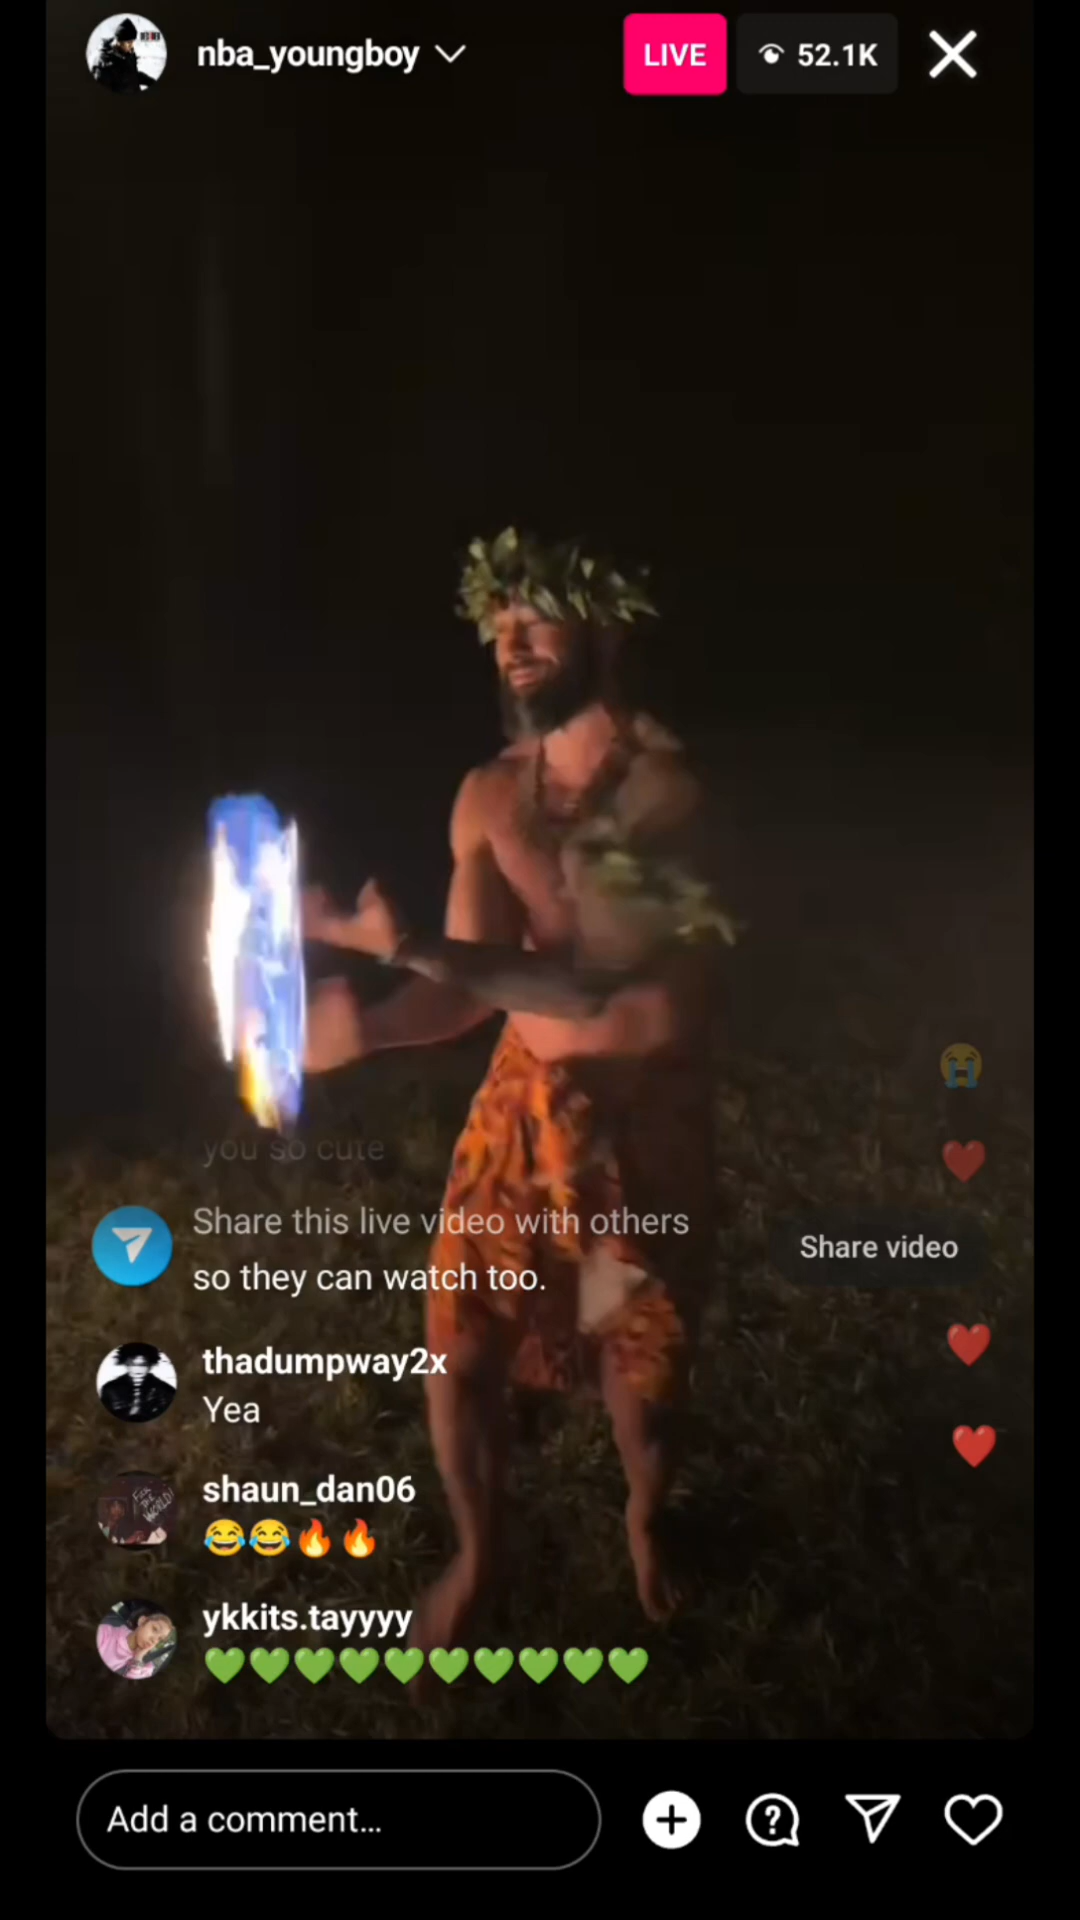 nba_youngboy
LIVE
52.1K
you so cute
Share this live video with others
so they can watch too.
Share video
thadumpway2x
Yea
shaun_dan06
😂😂🔥🔥
ykkits.tayyyy
💚💚💚💚💚💚💚💚💚💚
Add a comment...